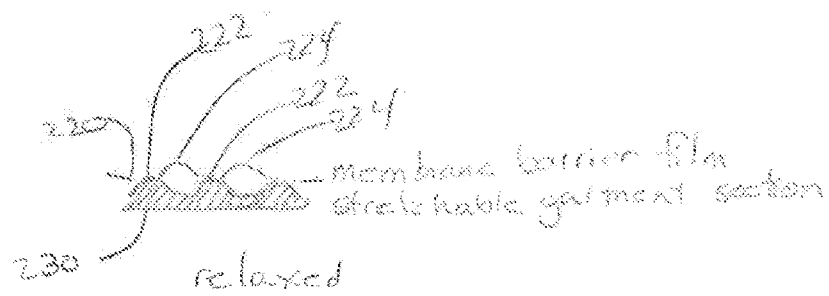 222
224
222
224
220
membrane barrier film
stretchable garment section
230
relaxed